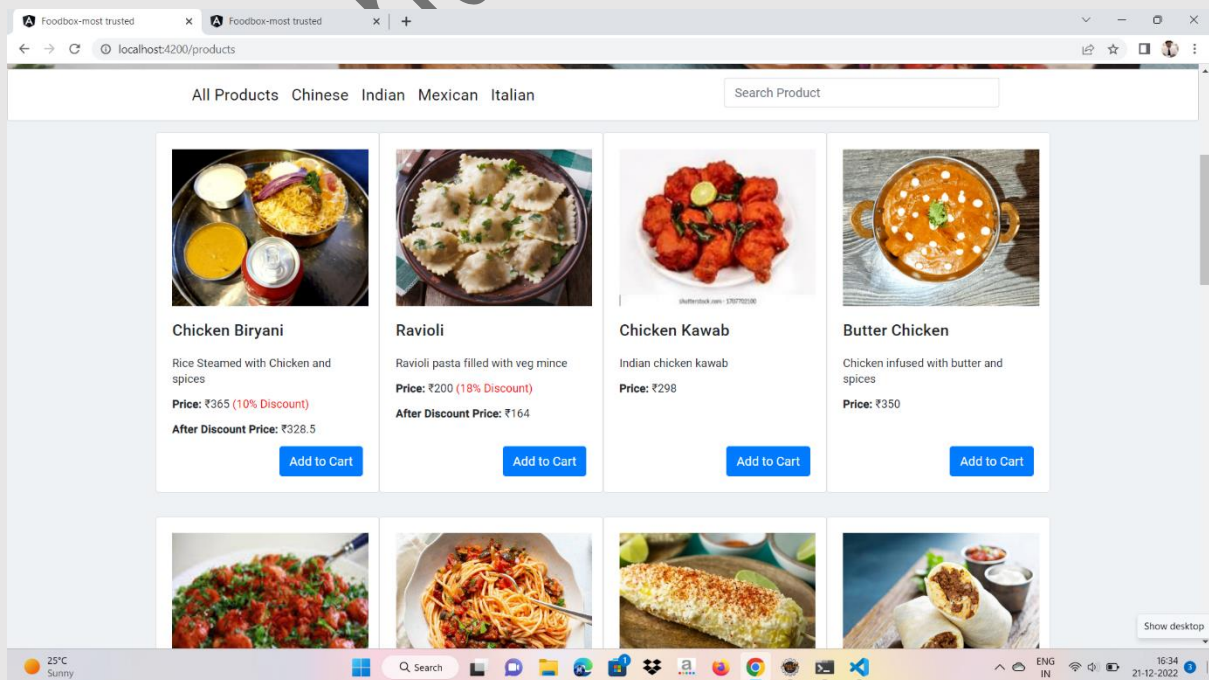 Foodbox-most trusted
Foodbox-most trusted
localhost:4200/products
All Products Chinese Indian Mexican Italian
Search Product
Chicken Biryani
Rice Steamed with Chicken and
spices
Price: ₹365 (10% Discount)
After Discount Price: ₹328.5
Add to Cart
Ravioli
Ravioli pasta filled with veg mince
Price: ₹200 (18% Discount)
After Discount Price: ₹164
Add to Cart
shutterstock.com · 1707702100
Chicken Kawab
Indian chicken kawab
Price: ₹298
Add to Cart
Butter Chicken
Chicken infused with butter and
spices
Price: ₹350
Add to Cart
Show desktop
25°C
Sunny
Search
a
ENG
IN
16:34
21-12-2022
3